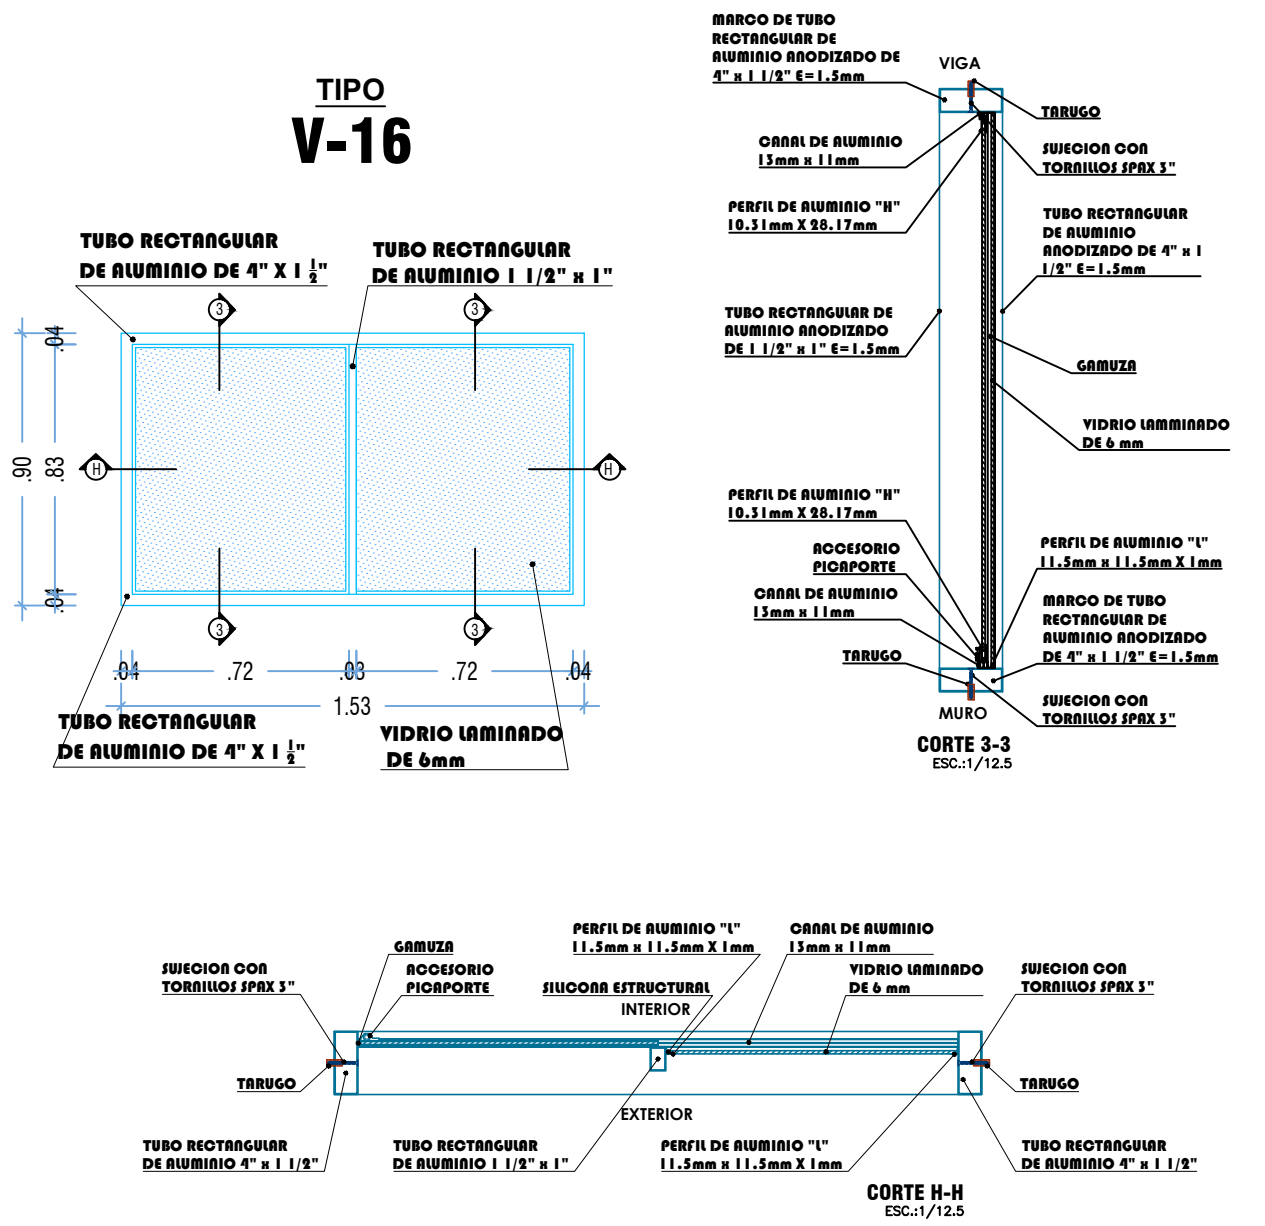 TIPO
V-16
TUBO RECTANGULAR
DE ALUMINIO DE 4" X 1 1/2"
TUBO RECTANGULAR
DE ALUMINIO 1 1/2" x 1"
3
3
.04
.90
.83
.04
H
H
3
3
.04
.72
.03
.72
.04
1.53
TUBO RECTANGULAR
DE ALUMINIO DE 4" X 1 1/2"
VIDRIO LAMINADO
DE 6mm
MARCO DE TUBO
RECTANGULAR DE
ALUMINIO ANODIZADO DE
4" x 1 1/2" E=1.5mm
VIGA
TARUGO
CANAL DE ALUMINIO
13mm x 11mm
SUJECION CON
TORNILLOS SPAX 3"
PERFIL DE ALUMINIO "H"
10.31mm X 28.17mm
TUBO RECTANGULAR
DE ALUMINIO
ANODIZADO DE 4" x 1
1/2" E=1.5mm
TUBO RECTANGULAR DE
ALUMINIO ANODIZADO
DE 1 1/2" x 1" E=1.5mm
GAMUZA
VIDRIO LAMMINADO
DE 6 mm
PERFIL DE ALUMINIO "H"
10.31mm X 28.17mm
ACCESORIO
PICAPORTE
PERFIL DE ALUMINIO "L"
11.5mm x 11.5mm X 1mm
CANAL DE ALUMINIO
13mm x 11mm
MARCO DE TUBO
RECTANGULAR DE
ALUMINIO ANODIZADO
DE 4" x 1 1/2" E=1.5mm
TARUGO
SUJECION CON
TORNILLOS SPAX 3"
MURO
CORTE 3-3
ESC.:1/12.5
PERFIL DE ALUMINIO "L"
11.5mm x 11.5mm X 1mm
CANAL DE ALUMINIO
13mm x 11mm
GAMUZA
SUJECION CON
TORNILLOS SPAX 3"
ACCESORIO
PICAPORTE
SILICONA ESTRUCTURAL
VIDRIO LAMINADO
DE 6 mm
SUJECION CON
TORNILLOS SPAX 3"
INTERIOR
TARUGO
TARUGO
EXTERIOR
TUBO RECTANGULAR
DE ALUMINIO 4" x 1 1/2"
TUBO RECTANGULAR
DE ALUMINIO 1 1/2" x 1"
PERFIL DE ALUMINIO "L"
11.5mm x 11.5mm X 1mm
TUBO RECTANGULAR
DE ALUMINIO 4" x 1 1/2"
CORTE H-H
ESC.:1/12.5